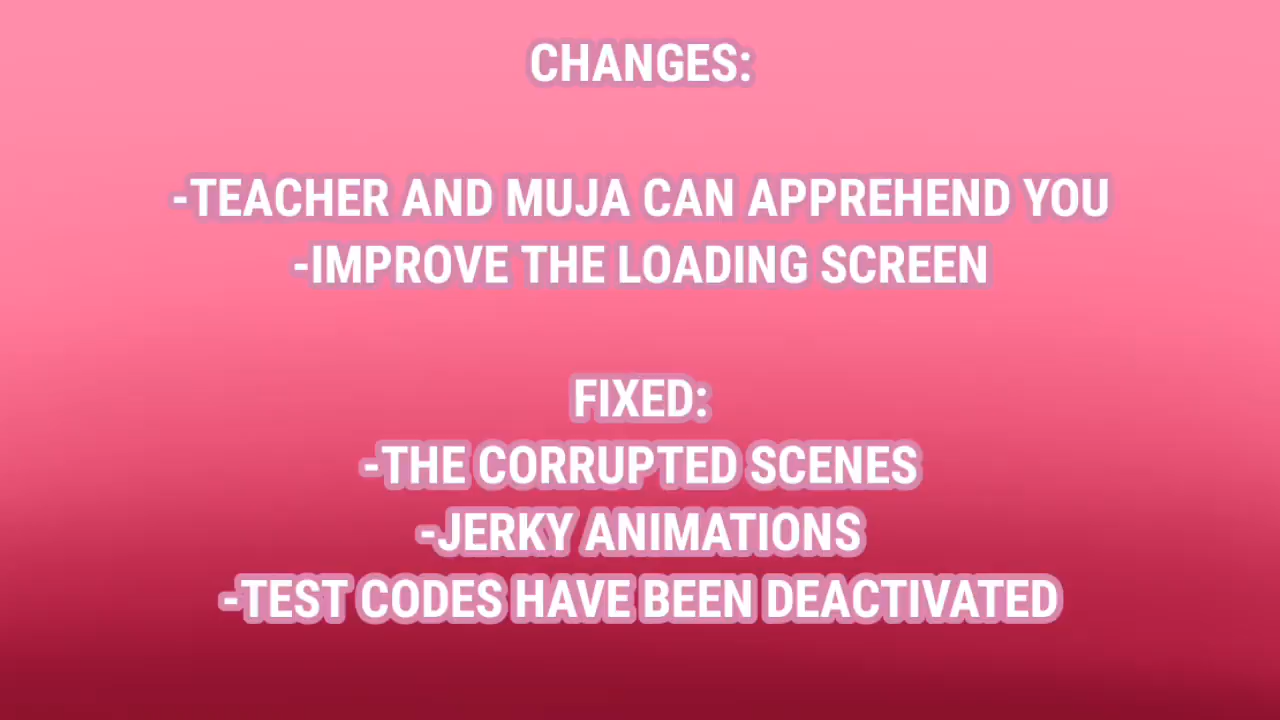 CHANGES:
-TEACHER AND MUJA CAN APPREHEND YOU
-IMPROVE THE LOADING SCREEN
FIXED:
-THE CORRUPTED SCENES
-JERKY ANIMATIONS
-TEST CODES HAVE BEEN DEACTIVATED